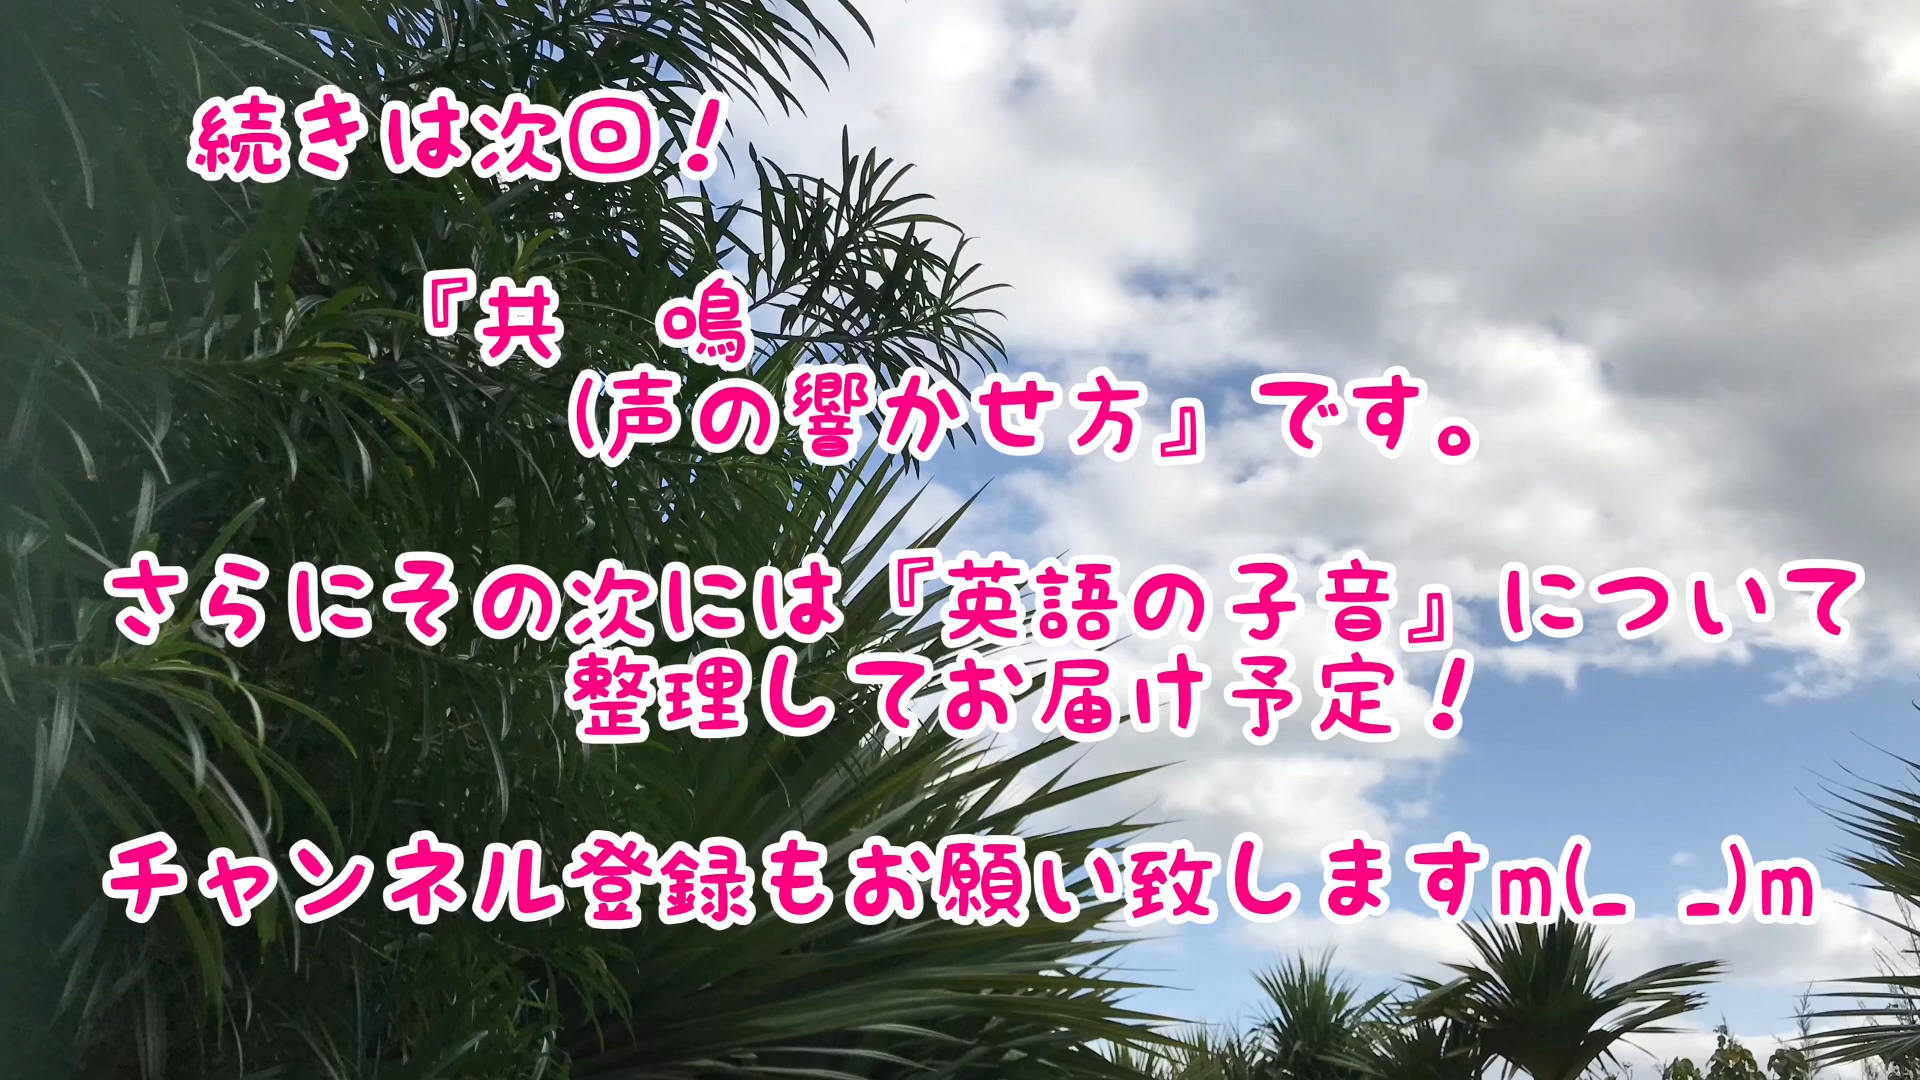 続きは次回！
『共　鳴
(声の響かせ方』です。
さらにその次には『英語の子音』について
整理してお届け予定！
チャンネル登録もお願い致しますm(_ _)m